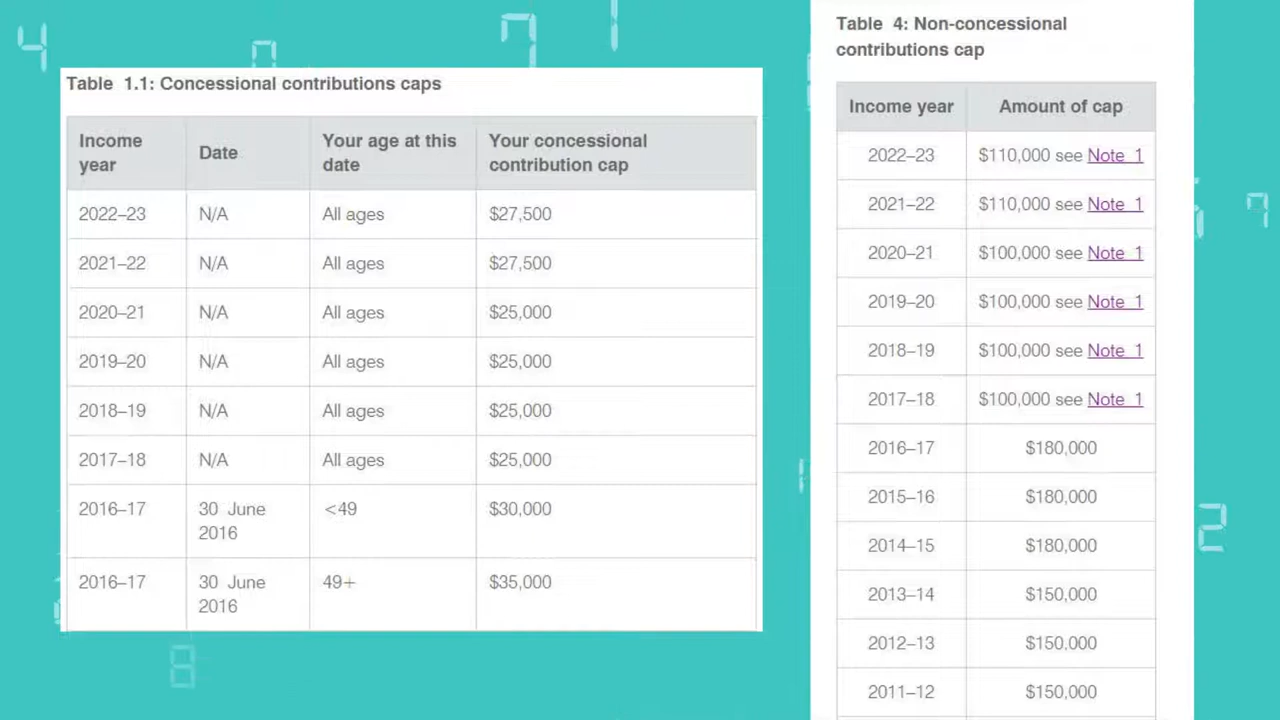 Table 1.1: Concessional contributions caps
Income year | Date | Your age at this date | Your concessional contribution cap
2022–23 | N/A | All ages | $27,500
2021–22 | N/A | All ages | $27,500
2020–21 | N/A | All ages | $25,000
2019–20 | N/A | All ages | $25,000
2018–19 | N/A | All ages | $25,000
2017–18 | N/A | All ages | $25,000
2016–17 | 30 June 2016 | <49 | $30,000
2016–17 | 30 June 2016 | 49+ | $35,000
Table 4: Non-concessional
contributions cap
Income year | Amount of cap
2022–23 | $110,000 see Note 1
2021–22 | $110,000 see Note 1
2020–21 | $100,000 see Note 1
2019–20 | $100,000 see Note 1
2018–19 | $100,000 see Note 1
2017–18 | $100,000 see Note 1
2016–17 | $180,000
2015–16 | $180,000
2014–15 | $180,000
2013–14 | $150,000
2012–13 | $150,000
2011–12 | $150,000
4
0
7
1
9
2
8